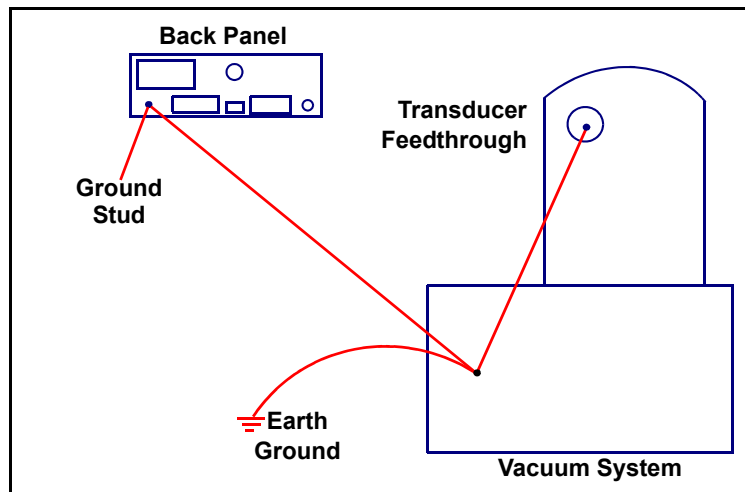 Back Panel
Transducer
Feedthrough
Ground
Stud
Earth
Ground
Vacuum System